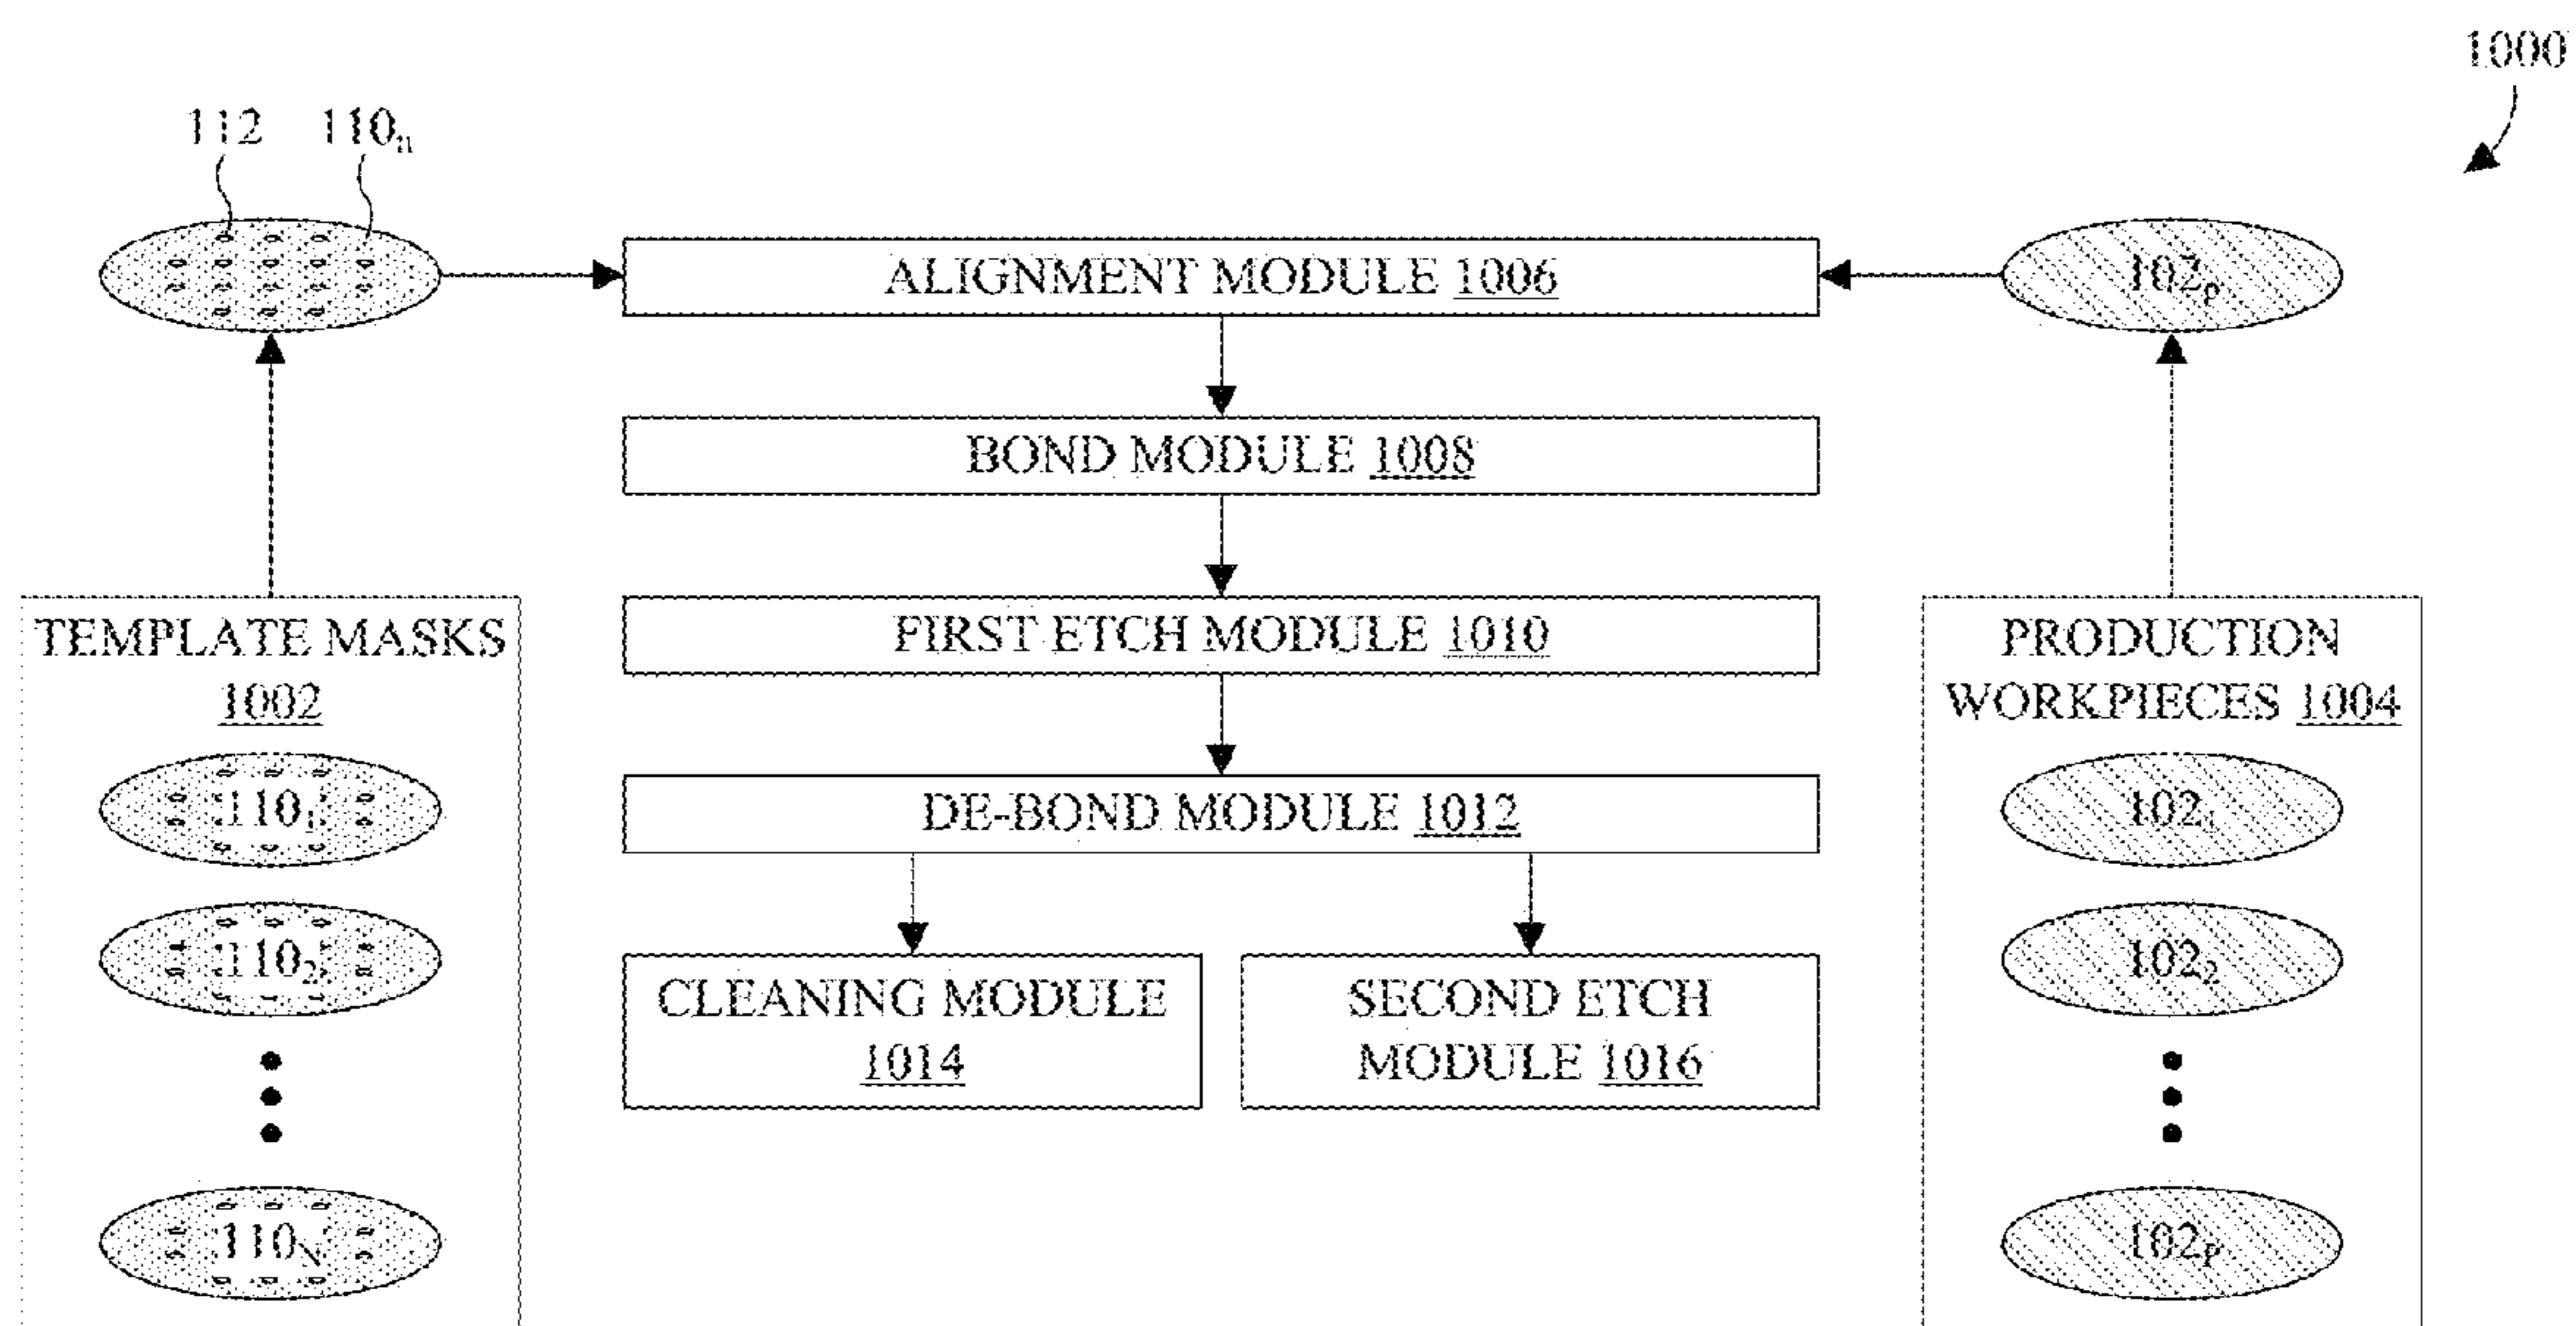 1000
112 110n
ALIGNMENT MODULE 1006
102p
BOND MODULE 1008
FIRST ETCH MODULE 1010
DE-BOND MODULE 1012
CLEANING MODULE
1014
SECOND ETCH
MODULE 1016
TEMPLATE MASKS
1002
110₁
110₂
110N
PRODUCTION
WORKPIECES 1004
102₁
102₂
102P